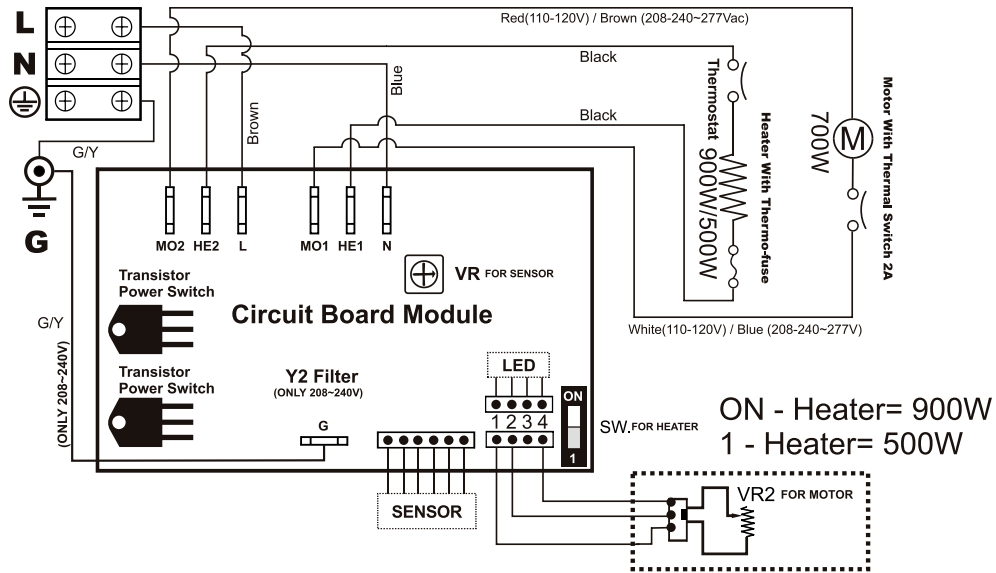 L
N
Red(110-120V) / Brown (208-240~277Vac)
Black
Blue
Brown
Black
G/Y
G
Thermostat 900W/500W
Heater With Thermo-fuse
700W
M
Motor With Thermal Switch 2A
MO2 HE2 L MO1 HE1 N
VR FOR SENSOR
Transistor
Power Switch
Circuit Board Module
G/Y
(ONLY 208~240V)
White(110-120V) / Blue (208-240~277V)
Transistor
Power Switch
Y2 Filter
(ONLY 208~240V)
G
LED
1 2 3 4
ON
1
SW.FOR HEATER
ON - Heater= 900W
1 - Heater= 500W
SENSOR
VR2 FOR MOTOR